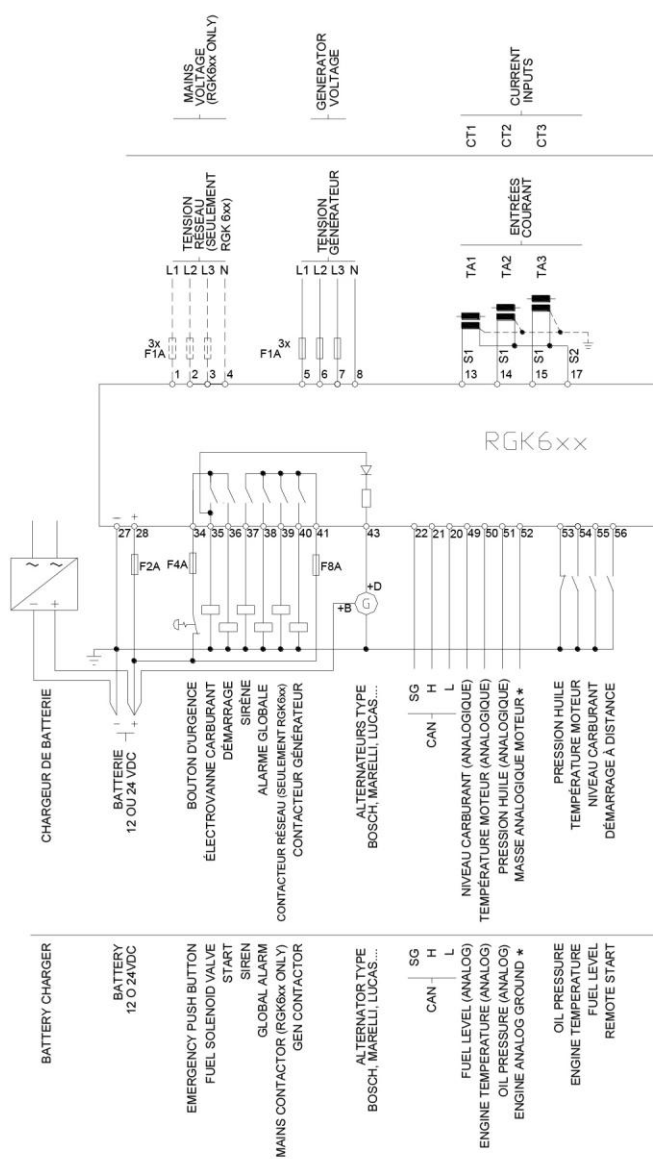 MAINS
VOLTAGE
(RGK6xx ONLY)
GENERATOR
VOLTAGE
CURRENT
INPUTS
CT1
CT2
CT3
TENSION
RÉSEAU
(SEULEMENT
RGK 6xx)
TENSION
GÉNÉRATEUR
ENTRÉES
COURANT
L1
L2
L3
N
L1
L2
L3
N
TA1
TA2
TA3
3x
F1A
3x
F1A
S1
S1
S1
S2
1
2
3
4
5
6
7
8
13
14
15
17
RGK6xx
−
+
27
28
34
35
36
37
38
39
40
41
43
22
21
20
49
50
51
52
53
54
55
56
F2A
F4A
F8A
+D
+B
G
−
+
−
+
CHARGEUR DE BATTERIE
BATTERIE
12 OU 24 VDC
BOUTON D'URGENCE
ÉLECTROVANNE CARBURANT
DÉMARRAGE
SIRÈNE
ALARME GLOBALE
CONTACTEUR RÉSEAU (SEULEMENT RGK6xx)
CONTACTEUR GÉNÉRATEUR
ALTERNATEURS TYPE
BOSCH, MARELLI, LUCAS....
SG
CAN
H
L
NIVEAU CARBURANT (ANALOGIQUE)
TEMPÉRATURE MOTEUR (ANALOGIQUE)
PRESSION HUILE (ANALOGIQUE)
MASSE ANALOGIQUE MOTEUR *
PRESSION HUILE
TEMPÉRATURE MOTEUR
NIVEAU CARBURANT
DÉMARRAGE À DISTANCE
BATTERY CHARGER
BATTERY
12 O 24VDC
EMERGENCY PUSH BUTTON
FUEL SOLENOID VALVE
START
SIREN
GLOBAL ALARM
MAINS CONTACTOR (RGK6xx ONLY)
GEN CONTACTOR
ALTERNATOR TYPE
BOSCH, MARELLI, LUCAS....
SG
CAN
H
L
FUEL LEVEL (ANALOG)
ENGINE TEMPERATURE (ANALOG)
OIL PRESSURE (ANALOG)
ENGINE ANALOG GROUND *
OIL PRESSURE
ENGINE TEMPERATURE
FUEL LEVEL
REMOTE START